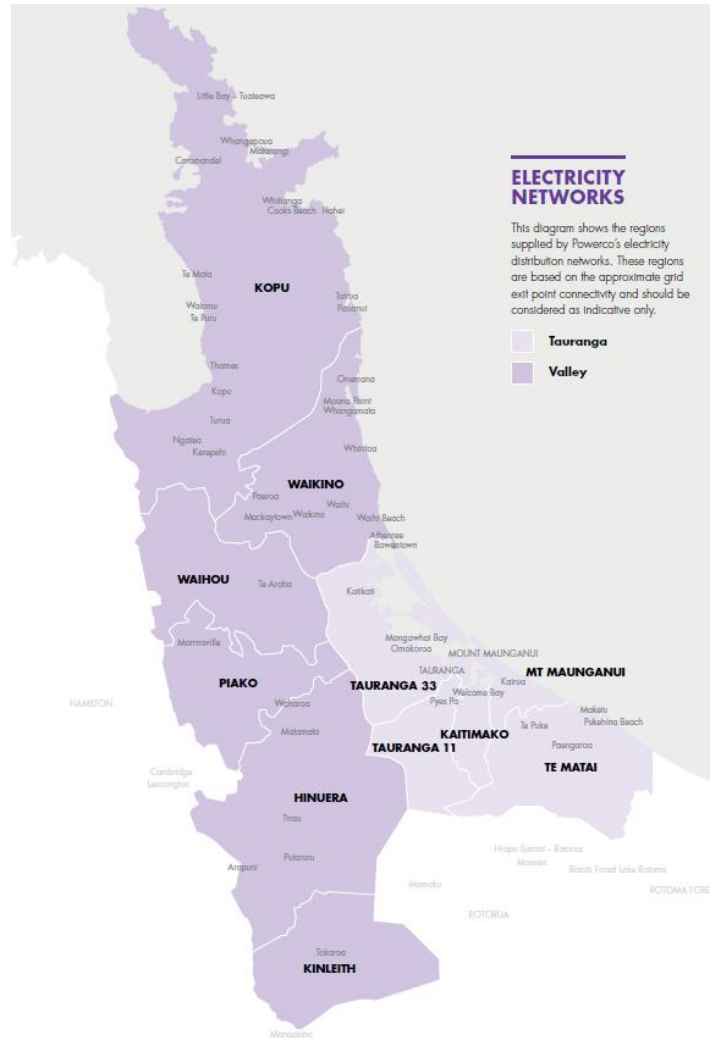 Little Bay – Tuateawa
Whangapoua
Matarangi
Coromandel
Whitianga
Cooks Beach Hahei
ELECTRICITY
NETWORKS
This diagram shows the regions
supplied by Powerco's electricity
distribution networks. These regions
are based on the approximate grid
exit point connectivity and should be
considered as indicative only.
Tauranga
Valley
Te Mata
KOPU
Tairua
Pauanui
Waiomu
Te Puru
Thames
Kopu
Onemana
Moana Point
Whangamata
Turua
Ngatea
Kerepehi
Whiritoa
WAIKINO
Paeroa
Waihi
Mackaytown Waikino
Waihi Beach
Athenree
Bowentown
WAIHOU
Te Aroha
Katikati
Morrinsville
Mangawhai Bay
Omokoroa
MOUNT MAUNGANUI
TAURANGA
MT MAUNGANUI
PIAKO
TAURANGA 33
Kairua
Welcome Bay
Pyes Pa
HAMILTON
Wanaroa
Maketu
Pukehina Beach
Matamata
TAURANGA 11
KAITIMAKO
Te Puke
Paengaroa
TE MATAI
Cambridge
Leamington
HINUERA
Tirau
Putaruru
Arapuni
Mamaku
ROTORUA
ROTOMA FORE
Tokoroa
KINLEITH
Mangakino